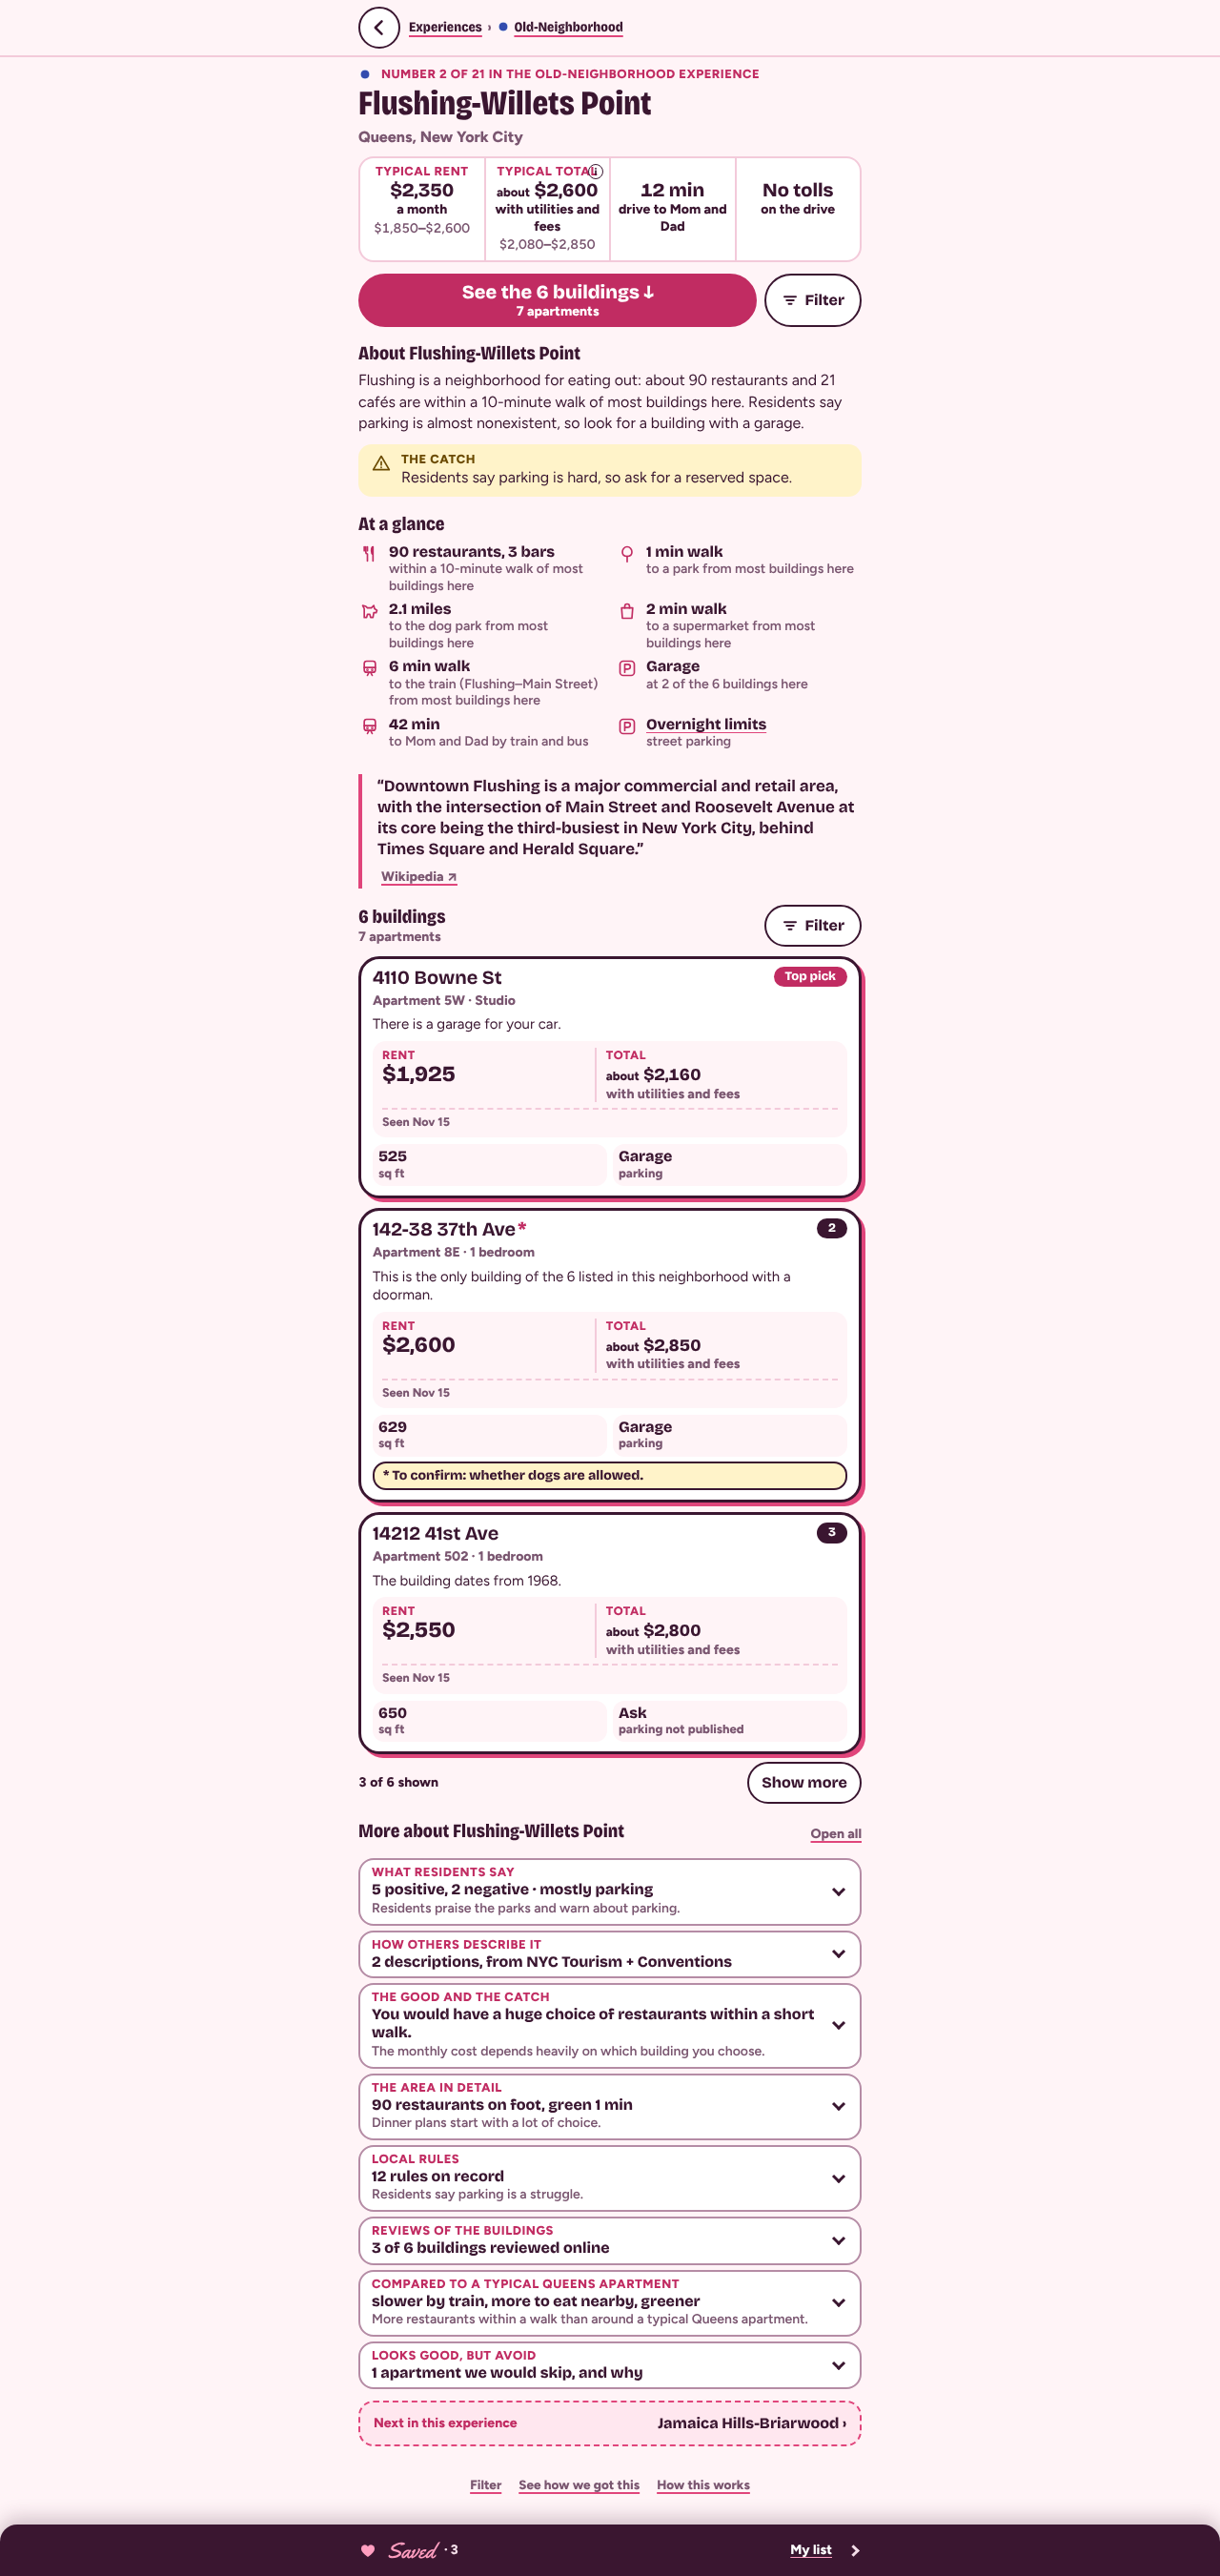 Experiences › Old-Neighborhood
NUMBER 2 OF 21 IN THE OLD-NEIGHBORHOOD EXPERIENCE
Flushing-Willets Point
Queens, New York City
TYPICAL RENT
$2,350
a month
$1,850–$2,600
TYPICAL TOTAL
about $2,600
with utilities and
fees
$2,080–$2,850
12 min
drive to Mom and
Dad
No tolls
on the drive
See the 6 buildings ↓
7 apartments
Filter
About Flushing-Willets Point
Flushing is a neighborhood for eating out: about 90 restaurants and 21
cafés are within a 10-minute walk of most buildings here. Residents say
parking is almost nonexistent, so look for a building with a garage.
THE CATCH
Residents say parking is hard, so ask for a reserved space.
At a glance
90 restaurants, 3 bars
within a 10-minute walk of most
buildings here
1 min walk
to a park from most buildings here
2.1 miles
to the dog park from most
buildings here
2 min walk
to a supermarket from most
buildings here
6 min walk
to the train (Flushing–Main Street)
from most buildings here
Garage
at 2 of the 6 buildings here
42 min
to Mom and Dad by train and bus
Overnight limits
street parking
“Downtown Flushing is a major commercial and retail area,
with the intersection of Main Street and Roosevelt Avenue at
its core being the third-busiest in New York City, behind
Times Square and Herald Square.”
Wikipedia ↗
6 buildings
7 apartments
Filter
4110 Bowne St
Top pick
Apartment 5W · Studio
There is a garage for your car.
RENT
$1,925
TOTAL
about $2,160
with utilities and fees
Seen Nov 15
525
sq ft
Garage
parking
142-38 37th Ave*
2
Apartment 8E · 1 bedroom
This is the only building of the 6 listed in this neighborhood with a
doorman.
RENT
$2,600
TOTAL
about $2,850
with utilities and fees
Seen Nov 15
629
sq ft
Garage
parking
* To confirm: whether dogs are allowed.
14212 41st Ave
3
Apartment 502 · 1 bedroom
The building dates from 1968.
RENT
$2,550
TOTAL
about $2,800
with utilities and fees
Seen Nov 15
650
sq ft
Ask
parking not published
3 of 6 shown
Show more
More about Flushing-Willets Point
Open all
WHAT RESIDENTS SAY
5 positive, 2 negative · mostly parking
Residents praise the parks and warn about parking.
HOW OTHERS DESCRIBE IT
2 descriptions, from NYC Tourism + Conventions
THE GOOD AND THE CATCH
You would have a huge choice of restaurants within a short
walk.
The monthly cost depends heavily on which building you choose.
THE AREA IN DETAIL
90 restaurants on foot, green 1 min
Dinner plans start with a lot of choice.
LOCAL RULES
12 rules on record
Residents say parking is a struggle.
REVIEWS OF THE BUILDINGS
3 of 6 buildings reviewed online
COMPARED TO A TYPICAL QUEENS APARTMENT
slower by train, more to eat nearby, greener
More restaurants within a walk than around a typical Queens apartment.
LOOKS GOOD, BUT AVOID
1 apartment we would skip, and why
Next in this experience
Jamaica Hills-Briarwood ›
Filter
See how we got this
How this works
Saved · 3
My list